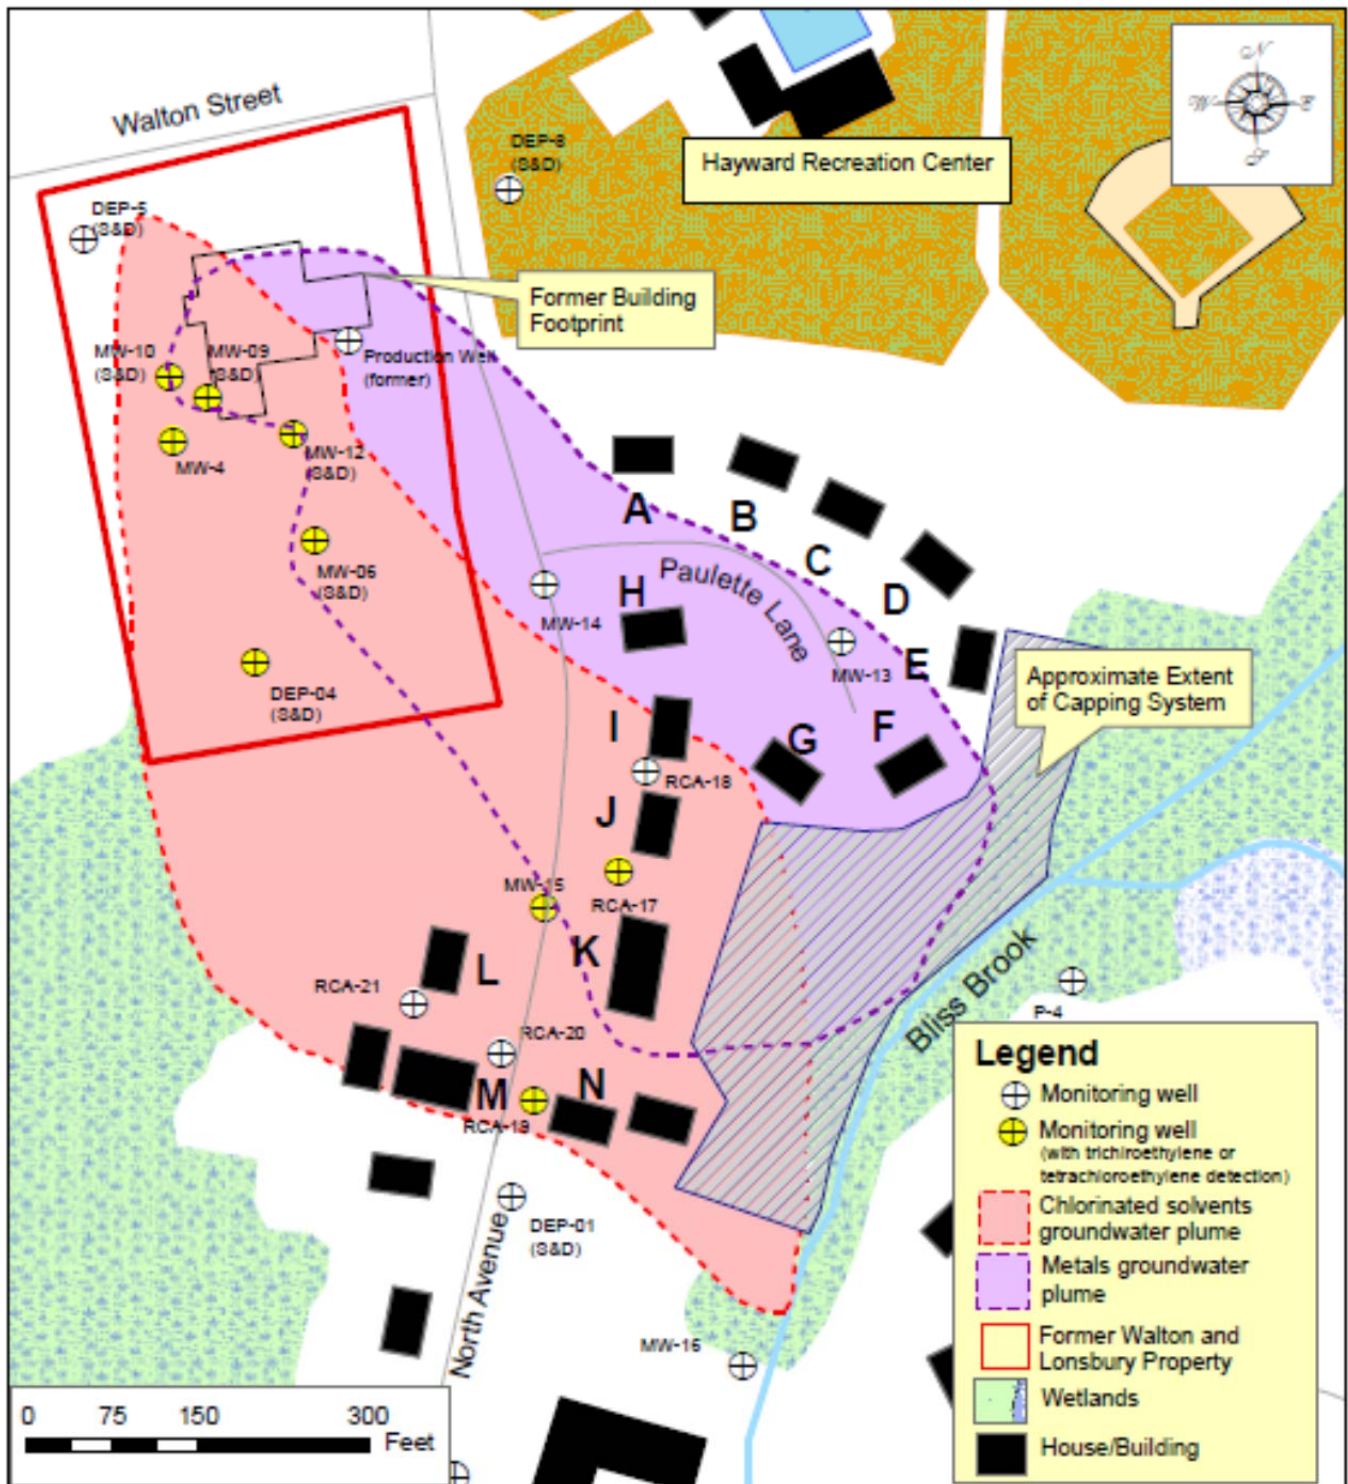 N
W
E
S
Walton Street
DEP-8
(S&D)
Hayward Recreation Center
DEP-5
(S&D)
Former Building
Footprint
MW-10
(S&D)
MW-09
(S&D)
Production Well
(former)
MW-4
MW-12
(S&D)
A
B
C
D
E
Paulette Lane
MW-06
(S&D)
H
MW-14
MW-13
DEP-04
(S&D)
Approximate Extent
of Capping System
I
G
F
RCA-18
J
MW-15
RCA-17
K
L
RCA-21
RCA-20
Bliss Brook
P-4
M
N
RCA-19
DEP-01
(S&D)
North Avenue
MW-16
Legend
Monitoring well
Monitoring well
(with trichlroethylene or
tetrachloroethylene detection)
Chlorinated solvents
groundwater plume
Metals groundwater
plume
Former Walton and
Lonsbury Property
Wetlands
House/Building
0 75 150 300
Feet